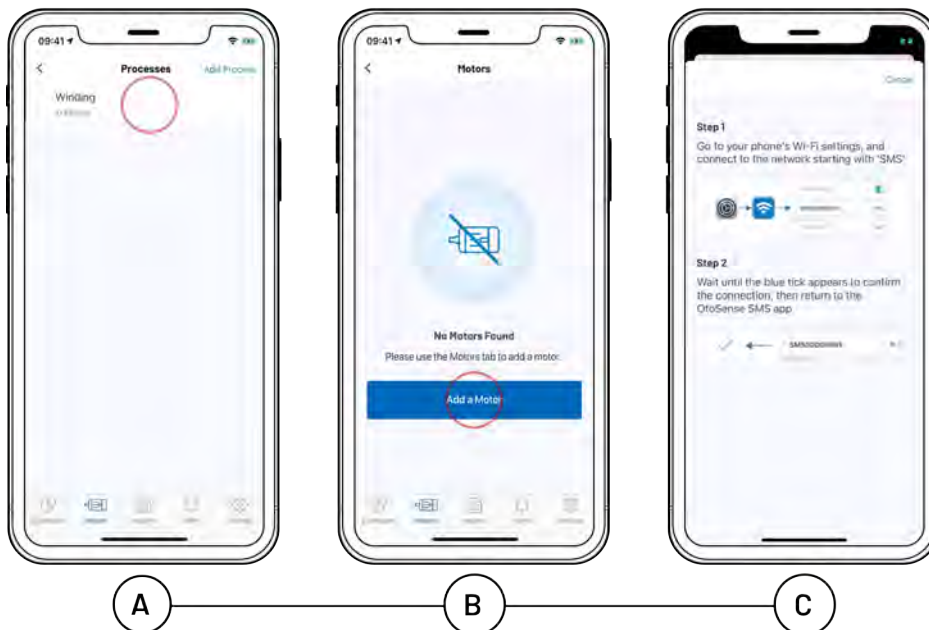 09:41
Processes
Add Process
Winding
09:41
Motors
No Motors Found
Please use the Motors tab to add a motor.
Add a Motor
Cancel
Step 1
Go to your phone's Wi-Fi settings, and
connect to the network starting with 'SMS'
Step 2
Wait until the blue tick appears to confirm
the connection, then return to the
OtoSense SMS app
A
B
C